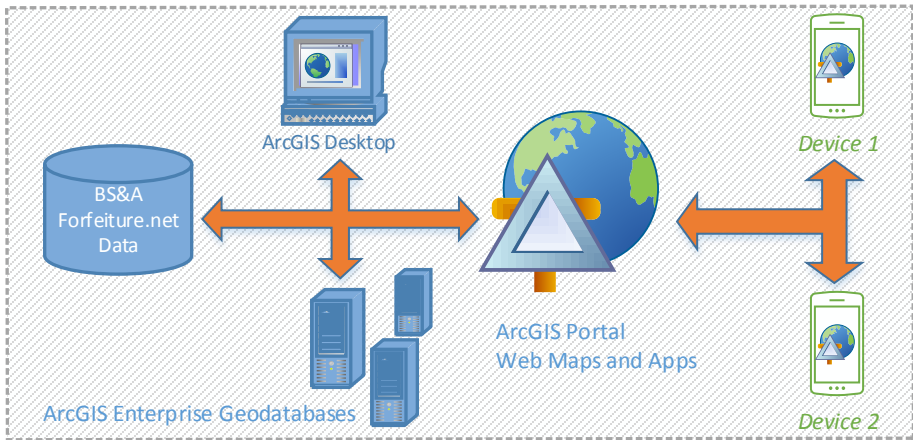 ArcGIS Desktop
Device 1
BS&A
Forfeiture.net
Data
ArcGIS Portal
Web Maps and Apps
ArcGIS Enterprise Geodatabases
Device 2